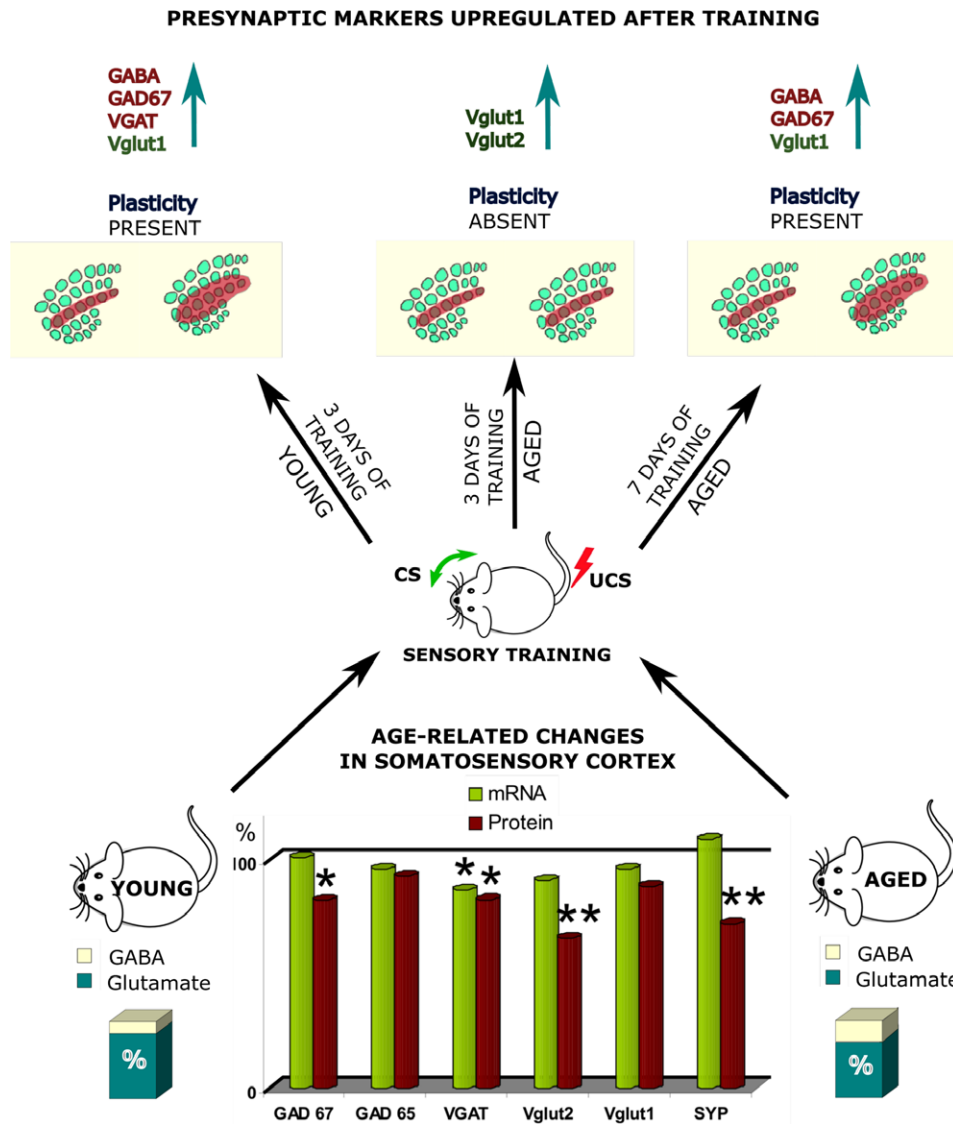 PRESYNAPTIC MARKERS UPREGULATED AFTER TRAINING
GABA
GAD67
VGAT
Vglut1
Plasticity
PRESENT
Vglut1
Vglut2
Plasticity
ABSENT
GABA
GAD67
Vglut1
Plasticity
PRESENT
3 DAYS OF
TRAINING
YOUNG
3 DAYS OF
TRAINING
AGED
7 DAYS OF
TRAINING
AGED
CS
UCS
SENSORY TRAINING
AGE-RELATED CHANGES
IN SOMATOSENSORY CORTEX
mRNA
Protein
%
100
0
* * * ** **
GAD 67 GAD 65 VGAT Vglut2 Vglut1 SYP
YOUNG
GABA
Glutamate
%
AGED
GABA
Glutamate
%